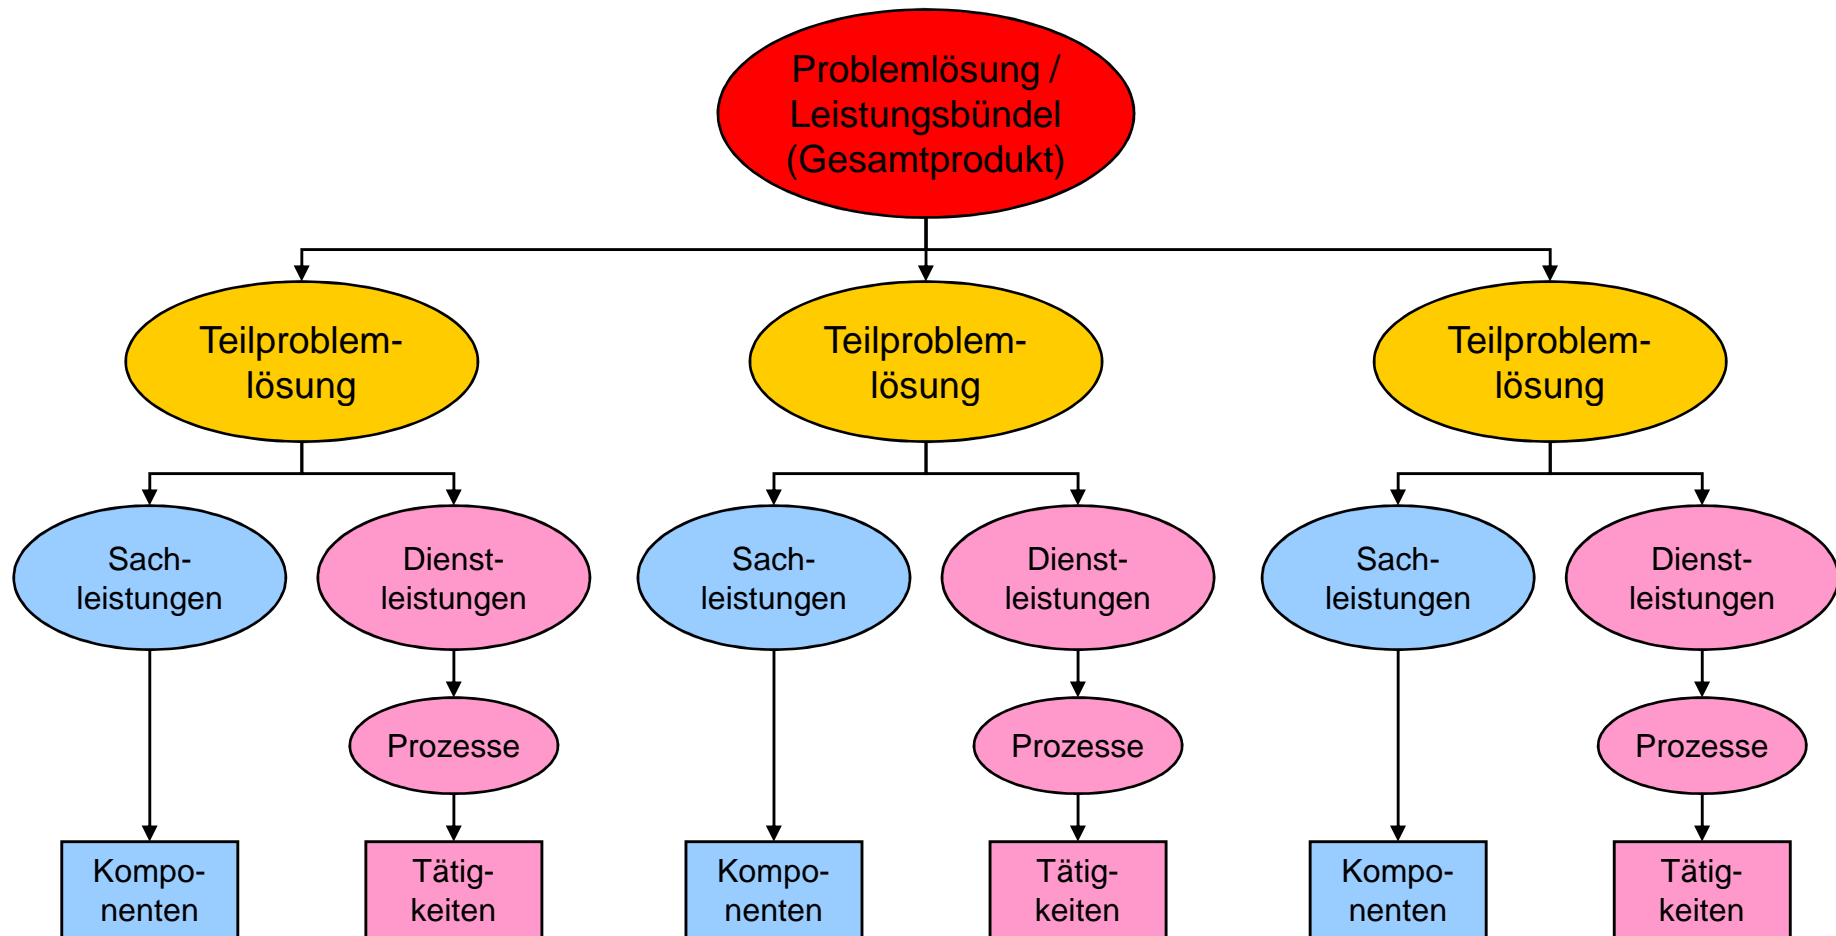 Problemlösung /
Leistungsbündel
(Gesamtprodukt)
Teilproblem-
lösung
Teilproblem-
lösung
Teilproblem-
lösung
Sach-
leistungen
Dienst-
leistungen
Sach-
leistungen
Dienst-
leistungen
Sach-
leistungen
Dienst-
leistungen
Prozesse
Prozesse
Prozesse
Kompo-
nenten
Tätig-
keiten
Kompo-
nenten
Tätig-
keiten
Kompo-
nenten
Tätig-
keiten